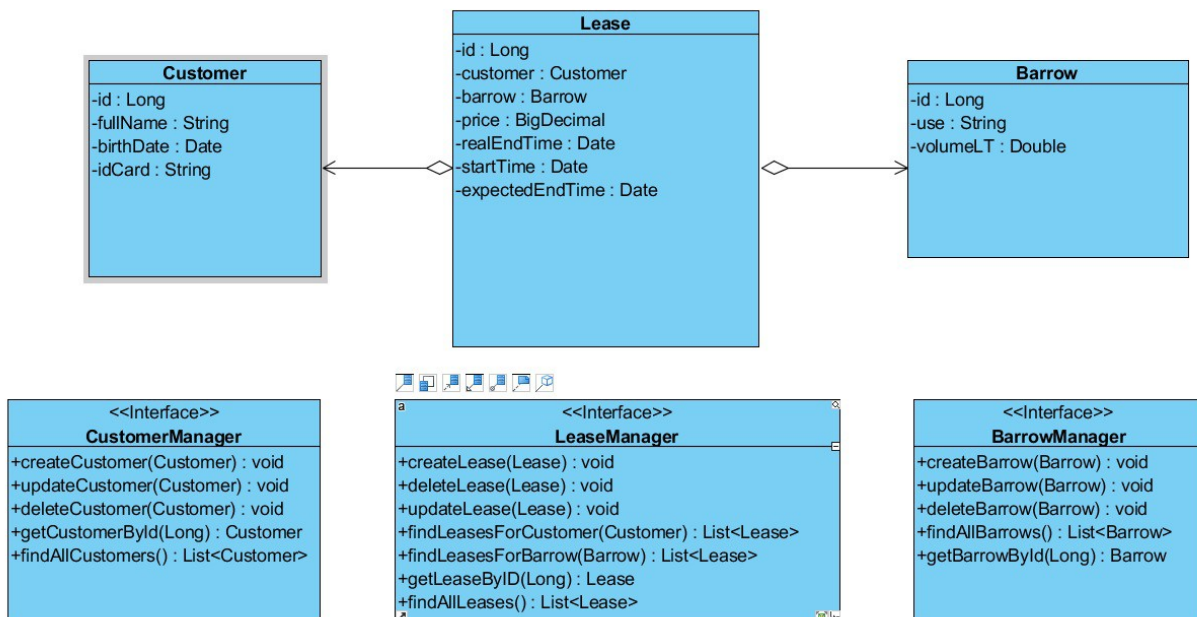 Customer
-id : Long
-fullName : String
-birthDate : Date
-idCard : String
Lease
-id : Long
-customer : Customer
-barrow : Barrow
-price : BigDecimal
-realEndTime : Date
-startTime : Date
-expectedEndTime : Date
Barrow
-id : Long
-use : String
-volumeLT : Double
<<Interface>>
CustomerManager
+createCustomer(Customer) : void
+updateCustomer(Customer) : void
+deleteCustomer(Customer) : void
+getCustomerById(Long) : Customer
+findAllCustomers() : List<Customer>
a
<<Interface>>
LeaseManager
+createLease(Lease) : void
+deleteLease(Lease) : void
+updateLease(Lease) : void
+findLeasesForCustomer(Customer) : List<Lease>
+findLeasesForBarrow(Barrow) : List<Lease>
+getLeaseByID(Long) : Lease
+findAllLeases() : List<Lease>
<<Interface>>
BarrowManager
+createBarrow(Barrow) : void
+updateBarrow(Barrow) : void
+deleteBarrow(Barrow) : void
+findAllBarrows() : List<Barrow>
+getBarrowById(Long) : Barrow